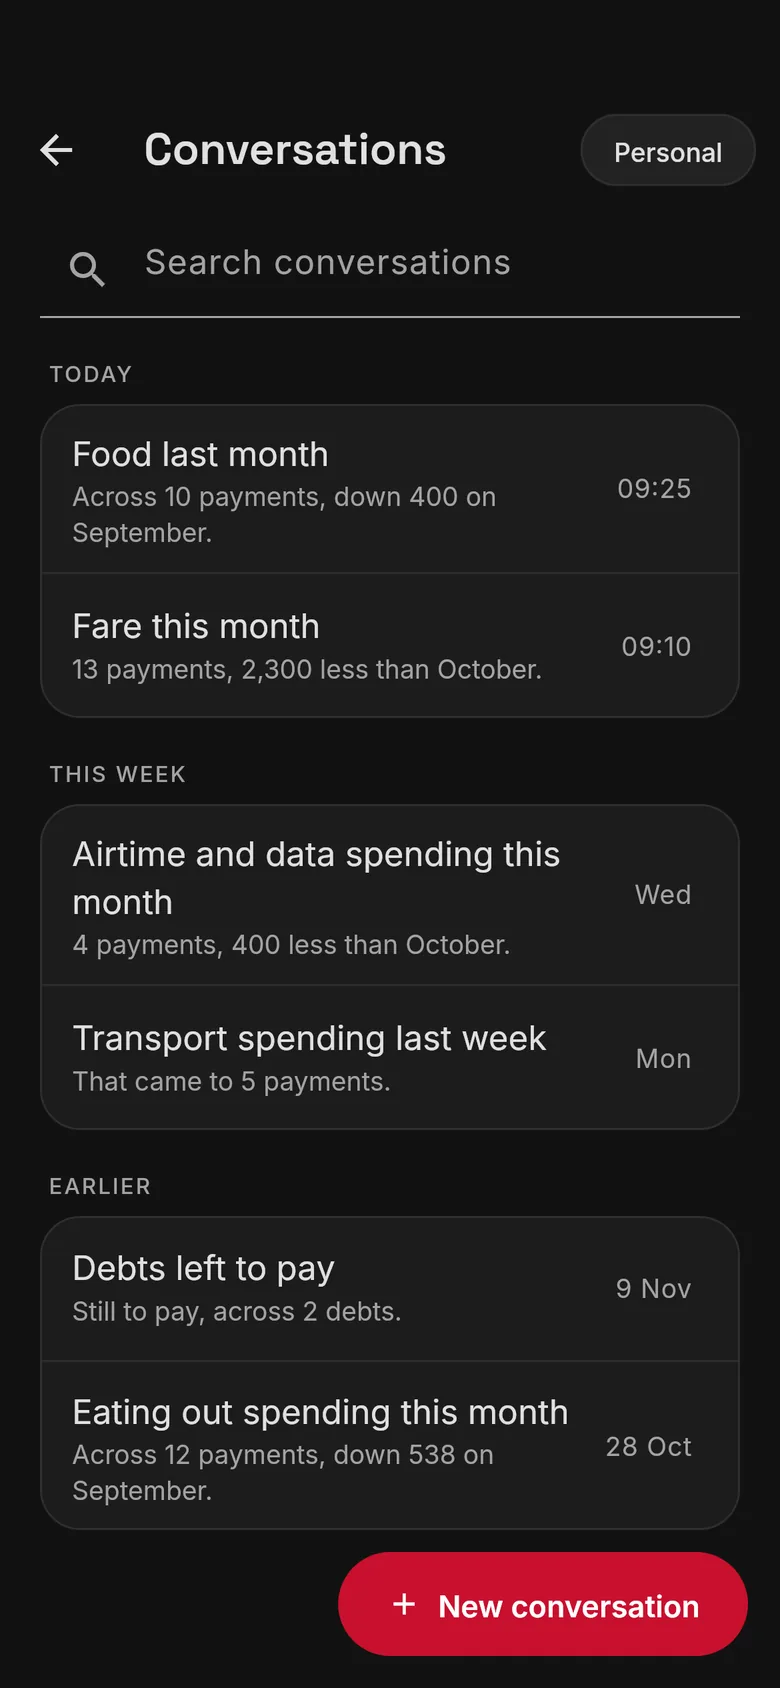 Conversations
Personal
Search conversations
TODAY
Food last month
Across 10 payments, down 400 on
September.
09:25
Fare this month
13 payments, 2,300 less than October.
09:10
THIS WEEK
Airtime and data spending this
month
4 payments, 400 less than October.
Wed
Transport spending last week
That came to 5 payments.
Mon
EARLIER
Debts left to pay
Still to pay, across 2 debts.
9 Nov
Eating out spending this month
Across 12 payments, down 538 on
September.
28 Oct
+ New conversation